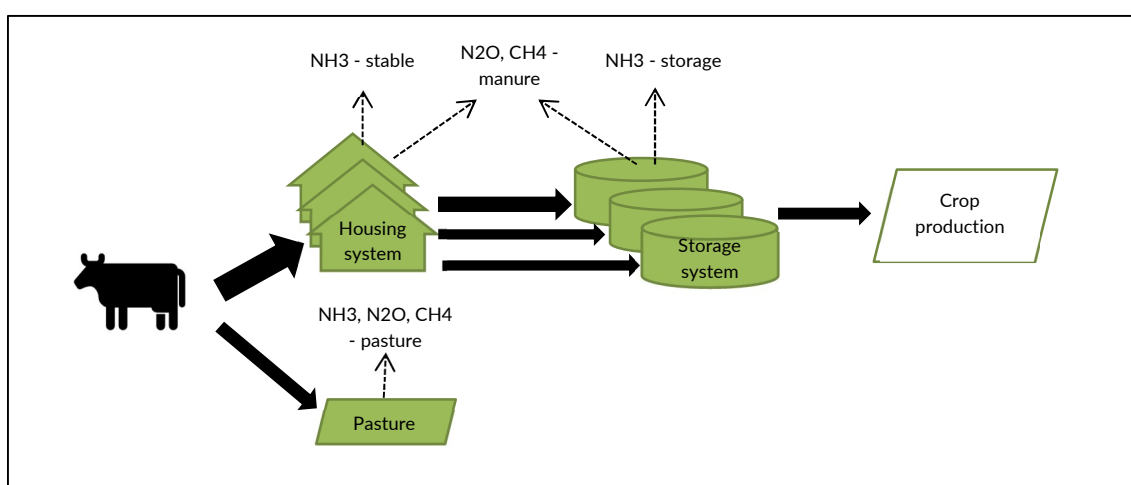 NH3 - stable
N2O, CH4 -
manure
NH3 - storage
Housing
system
Storage
system
Crop
production
NH3, N2O, CH4
- pasture
Pasture